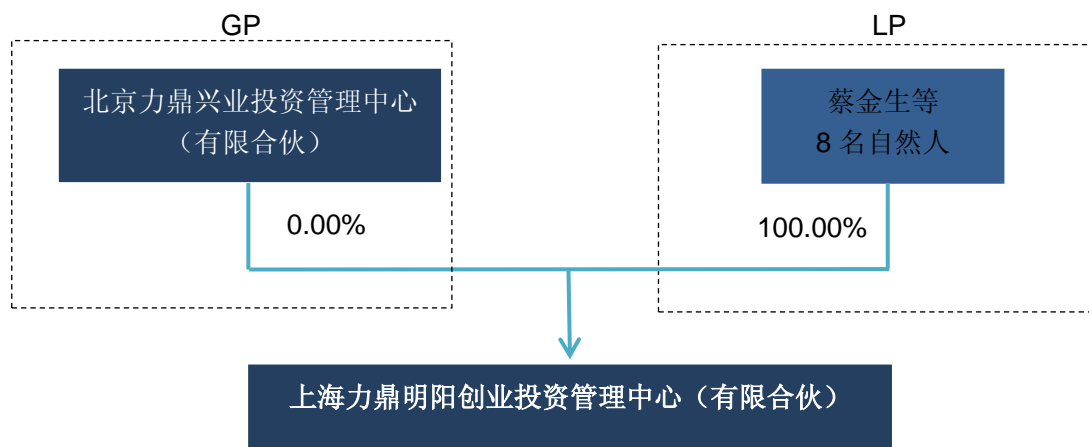 GP
LP
北京力鼎兴业投资管理中心
（有限合伙）
蔡金生等
8 名自然人
0.00%
100.00%
上海力鼎明阳创业投资管理中心（有限合伙）